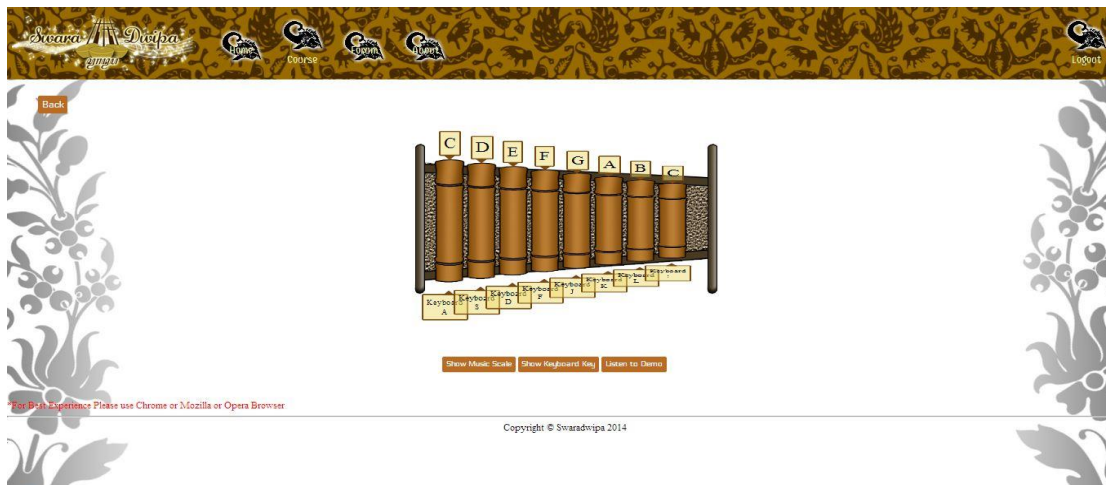 Swara Dwipa
Home
Course
Forum
About
Logout
Back
C
D
E
F
G
A
B
C
Keyboard
A
Keyboard
S
Keyboard
D
Keyboard
F
Keyboard
J
Keyboard
K
Keyboard
L
Keyboard
Show Music Scale
Show Keyboard Key
Listen to Demo
*For Best Experience Please use Chrome or Mozilla or Opera Browser
Copyright © Swaradwipa 2014